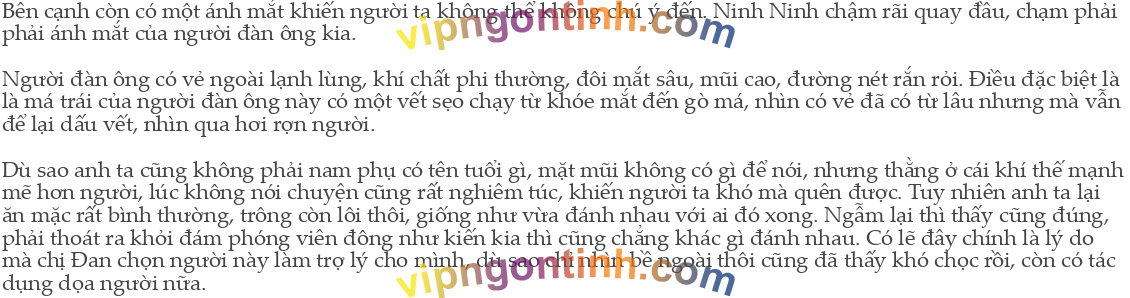 Bên cạnh còn có một ánh mắt khiến người ta không thể không chú ý đến. Ninh Ninh chậm rãi quay đầu, chạm phải
phải ánh mắt của người đàn ông kia.
vipngontinh.com
Người đàn ông có vẻ ngoài lạnh lùng, khí chất phi thường, đôi mắt sâu, mũi cao, đường nét rắn rỏi. Điều đặc biệt là
là má trái của người đàn ông này có một vết sẹo chạy từ khóe mắt đến gò má, nhìn có vẻ đã có từ lâu nhưng mà vẫn
để lại dấu vết, nhìn qua hơi rợn người.
Dù sao anh ta cũng không phải nam phụ có tên tuổi gì, mặt mũi không có gì để nói, nhưng thằng ở cái khí thế mạnh
mẽ hơn người, lúc không nói chuyện cũng rất nghiêm túc, khiến người ta khó mà quên được. Tuy nhiên anh ta lại
ăn mặc rất bình thường, trông còn lôi thôi, giống như vừa đánh nhau với ai đó xong. Ngẫm lại thì thấy cũng đúng,
phải thoát ra khỏi đám phóng viên đông như kiến kia thì cũng chẳng khác gì đánh nhau. Có lẽ đây chính là lý do
mà chị Đan chọn người này làm trợ lý cho mình, dù sao chỉ nhìn bề ngoài thôi cũng đã thấy khó chọc rồi, còn có tác
dụng dọa người nữa.
vipngontinh.com